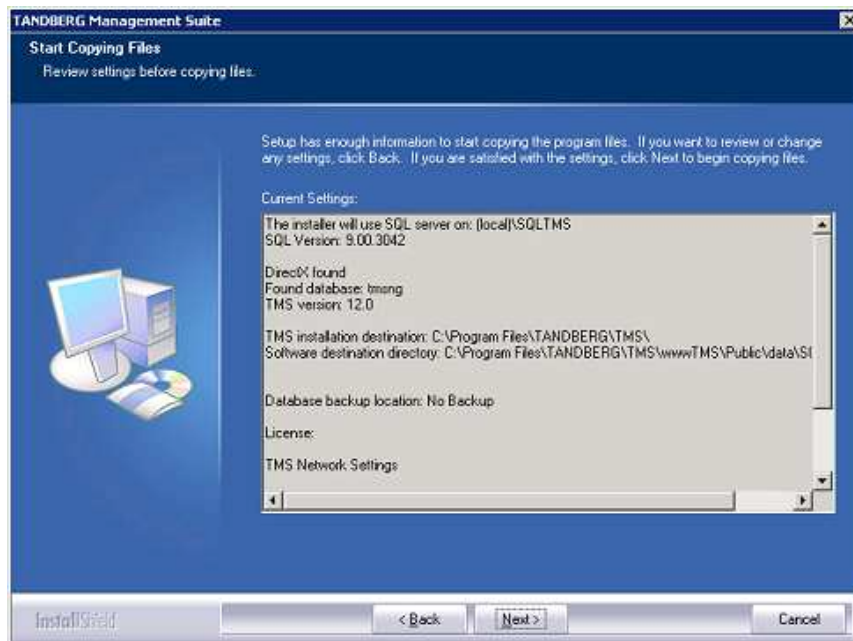 TANDBERG Management Suite
Start Copying Files
Review settings before copying files.
Setup has enough information to start copying the program files. If you want to review or change
any settings, click Back. If you are satisfied with the settings, click Next to begin copying files.
Current Settings:
The installer will use SQL server on: (local)\SQLTMS
SQL Version: 9.00.3042
DirectX found
Found database: tmsng
TMS version: 12.0
TMS installation destination: C:\Program Files\TANDBERG\TMS\
Software destination directory: C:\Program Files\TANDBERG\TMS\wwwTMS\Public\data\SO
Database backup location: No Backup
License:
TMS Network Settings
InstallShield
< Back
Next >
Cancel